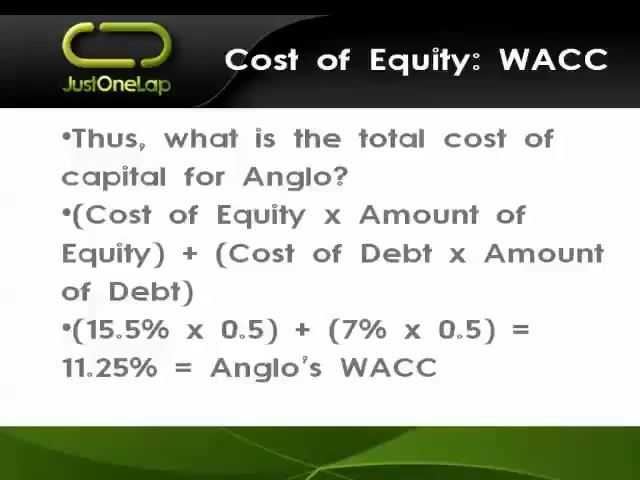 JustOneLap
Cost of Equity: WACC
•Thus, what is the total cost of
capital for Anglo?
•(Cost of Equity x Amount of
Equity) + (Cost of Debt x Amount
of Debt)
•(15.5% x 0.5) + (7% x 0.5) =
11.25% = Anglo's WACC